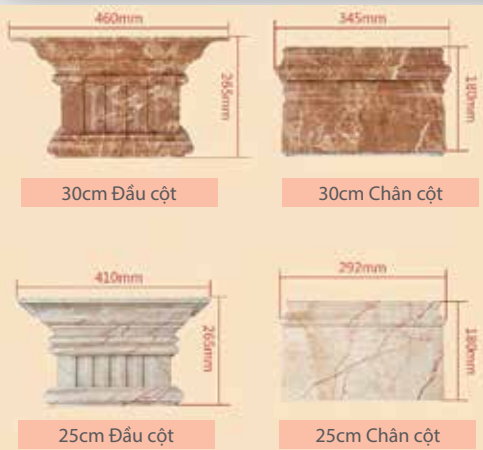 460mm
345mm
265mm
180mm
30cm Đầu cột
30cm Chân cột
410mm
292mm
265mm
180mm
25cm Đầu cột
25cm Chân cột